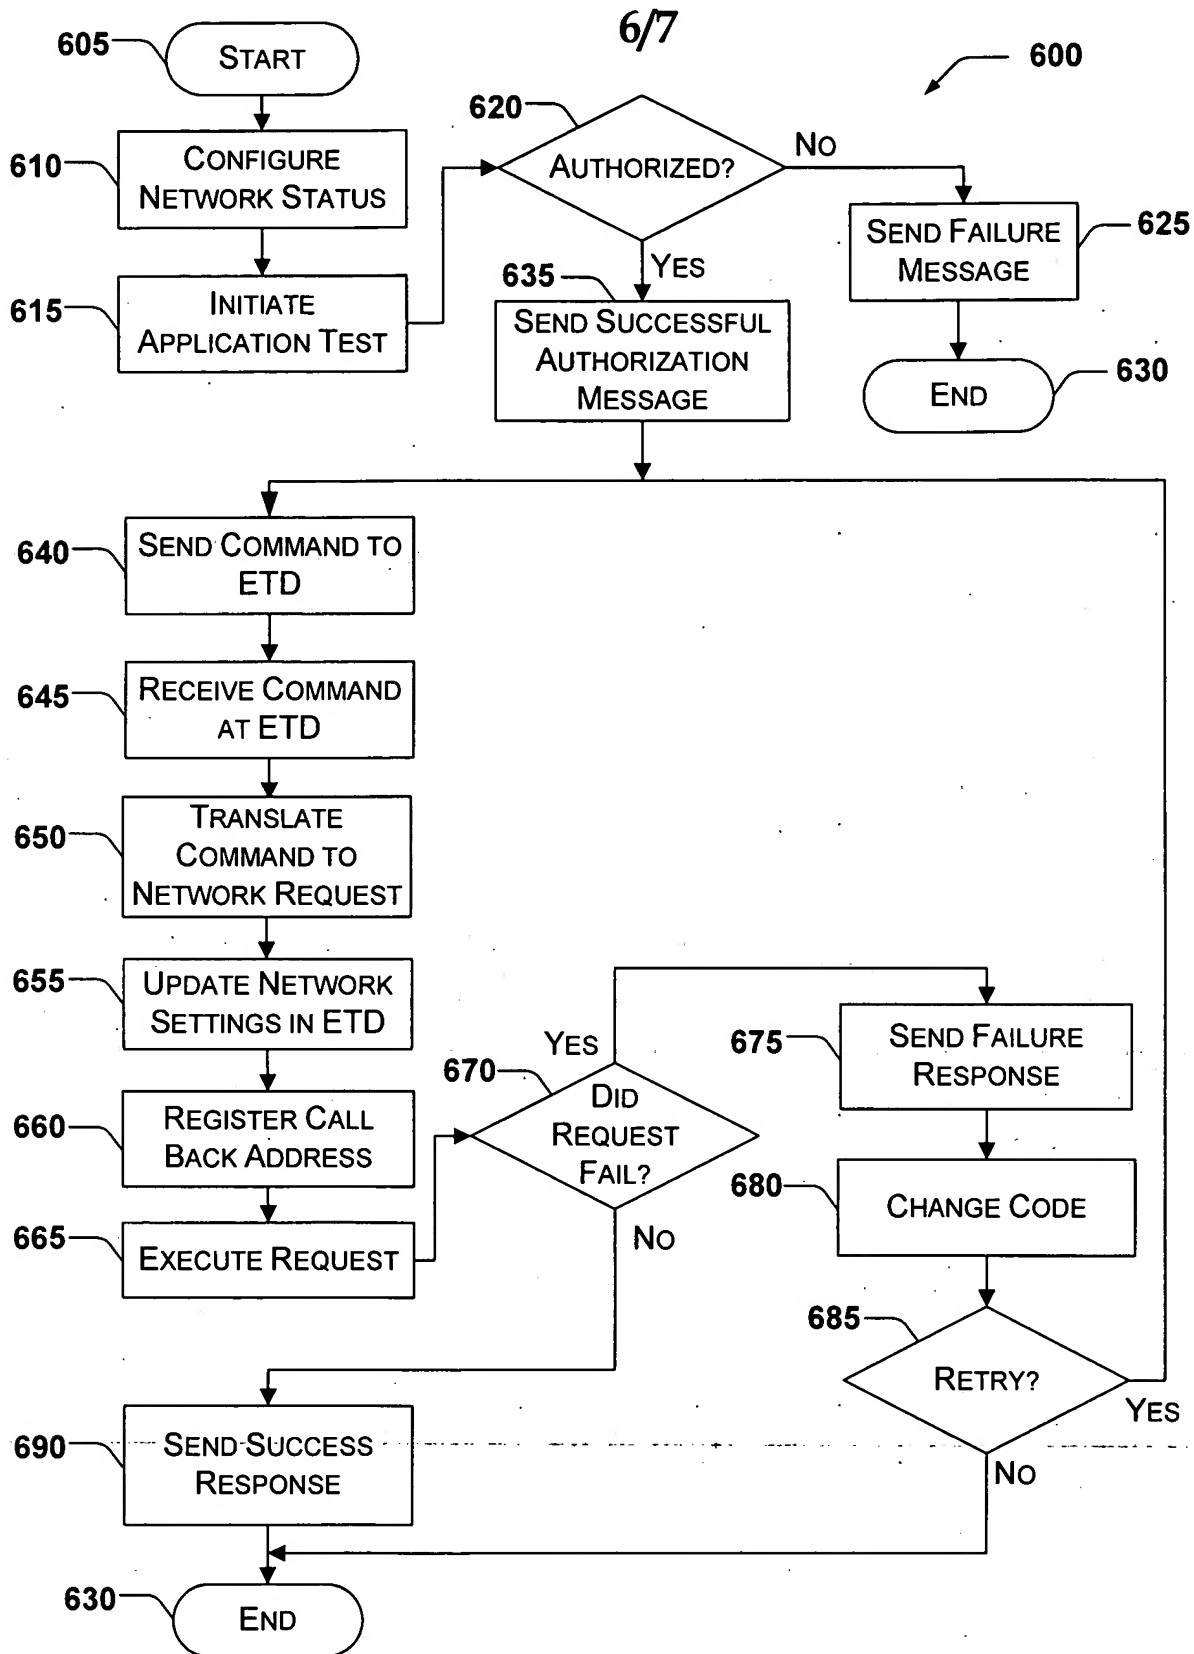 6/7
600
605
START
610
CONFIGURE
NETWORK STATUS
615
INITIATE
APPLICATION TEST
620
AUTHORIZED?
NO
625
SEND FAILURE
MESSAGE
630
END
YES
635
SEND SUCCESSFUL
AUTHORIZATION
MESSAGE
640
SEND COMMAND TO
ETD
645
RECEIVE COMMAND
AT ETD
650
TRANSLATE
COMMAND TO
NETWORK REQUEST
655
UPDATE NETWORK
SETTINGS IN ETD
660
REGISTER CALL
BACK ADDRESS
665
EXECUTE REQUEST
670
DID
REQUEST
FAIL?
YES
675
SEND FAILURE
RESPONSE
680
CHANGE CODE
685
RETRY?
YES
NO
NO
690
SEND SUCCESS
RESPONSE
630
END